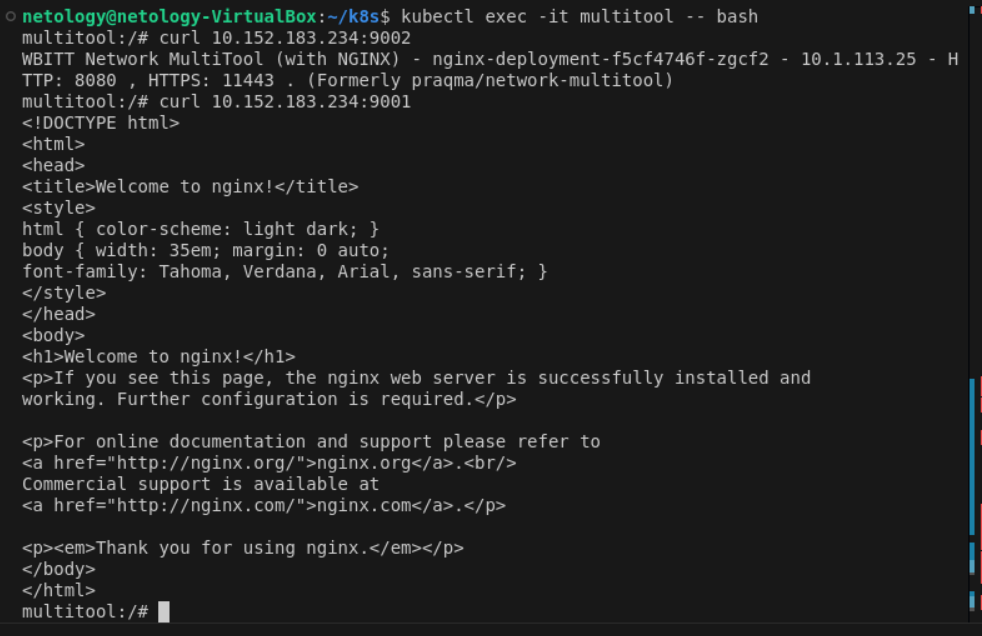 netology@netology-VirtualBox:~/k8s$ kubectl exec -it multitool -- bash
multitool:/# curl 10.152.183.234:9002
WBITT Network MultiTool (with NGINX) - nginx-deployment-f5cf4746f-zgcf2 - 10.1.113.25 - H
TTP: 8080 , HTTPS: 11443 . (Formerly praqma/network-multitool)
multitool:/# curl 10.152.183.234:9001
<!DOCTYPE html>
<html>
<head>
<title>Welcome to nginx!</title>
<style>
html { color-scheme: light dark; }
body { width: 35em; margin: 0 auto;
font-family: Tahoma, Verdana, Arial, sans-serif; }
</style>
</head>
<body>
<h1>Welcome to nginx!</h1>
<p>If you see this page, the nginx web server is successfully installed and
working. Further configuration is required.</p>

<p>For online documentation and support please refer to
<a href="http://nginx.org/">nginx.org</a>.<br/>
Commercial support is available at
<a href="http://nginx.com/">nginx.com</a>.</p>

<p><em>Thank you for using nginx.</em></p>
</body>
</html>
multitool:/#